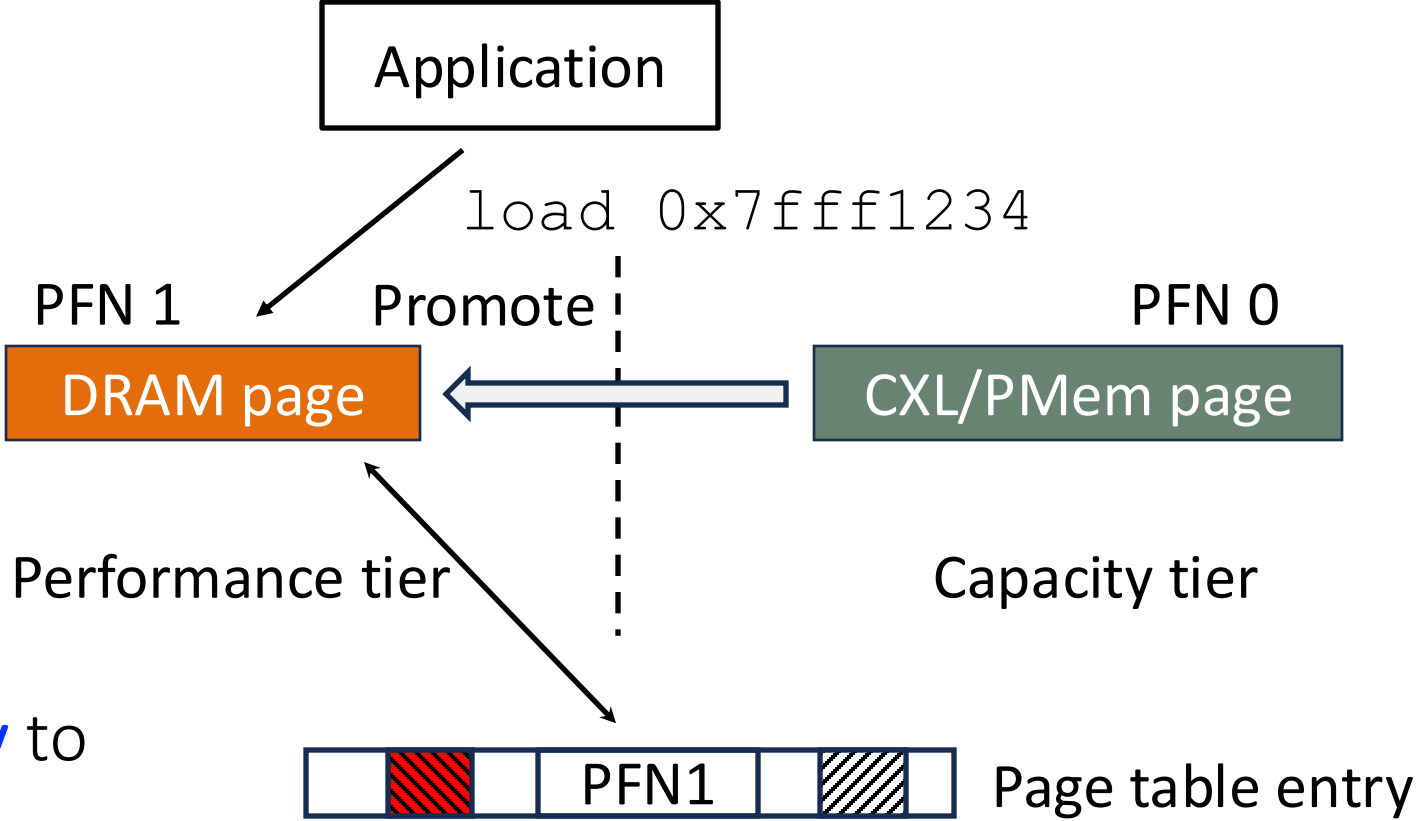 Application
load 0x7fff1234
PFN 1
Promote
PFN 0
DRAM page
CXL/PMem page
Performance tier
Capacity tier
to
PFN1
Page table entry